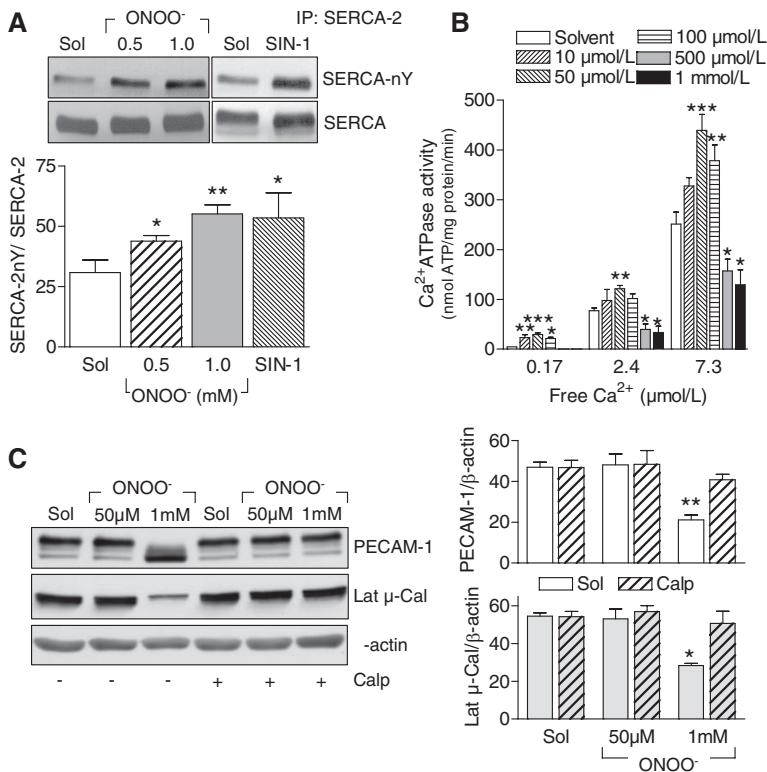 A
IP: SERCA-2
ONOO⁻
Sol 0.5 1.0 Sol SIN-1
SERCA-nY
SERCA
SERCA-2nY/ SERCA-2
75
50
25
0
*
**
*
Sol 0.5 1.0 SIN-1
ONOO⁻ (mM)
B
Solvent
10 µmol/L
50 µmol/L
100 µmol/L
500 µmol/L
1 mmol/L
Ca²⁺ATPase activity
(nmol ATP/mg protein/min)
500
400
300
200
100
0
**
***
*
**
*
*
***
**
*
*
0.17 2.4 7.3
Free Ca²⁺ (µmol/L)
C
ONOO⁻ ONOO⁻
Sol 50µM 1mM Sol 50µM 1mM
PECAM-1
Lat µ-Cal
-actin
- - - + + + Calp
PECAM-1/β-actin
60
40
20
0
**
Sol Calp
Lat µ-Cal/β-actin
60
40
20
0
*
Sol 50µM 1mM
ONOO⁻